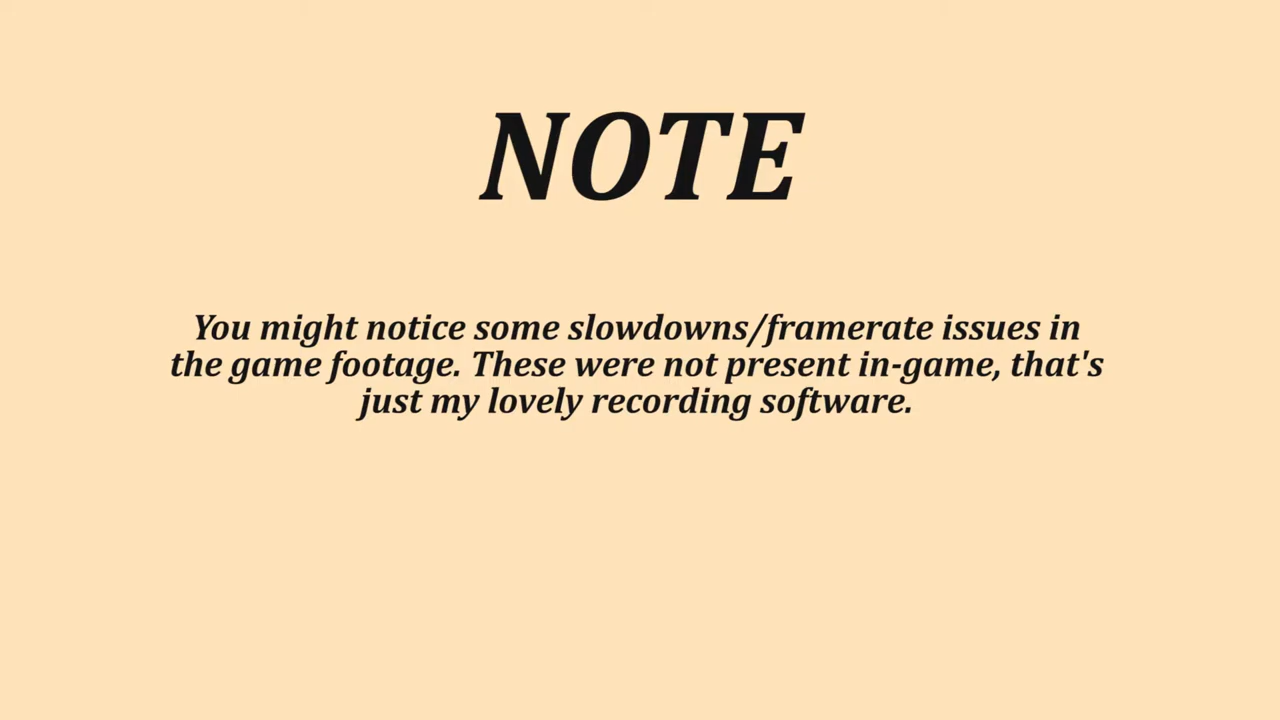 NOTE
You might notice some slowdowns/framerate issues in
the game footage. These were not present in-game, that's
just my lovely recording software.